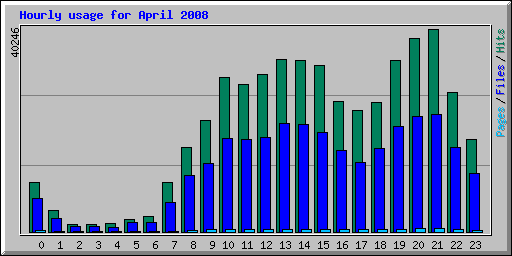 Hourly usage for April 2008
40246
Pages / Files / Hits
0 1 2 3 4 5 6 7 8 9 10 11 12 13 14 15 16 17 18 19 20 21 22 23